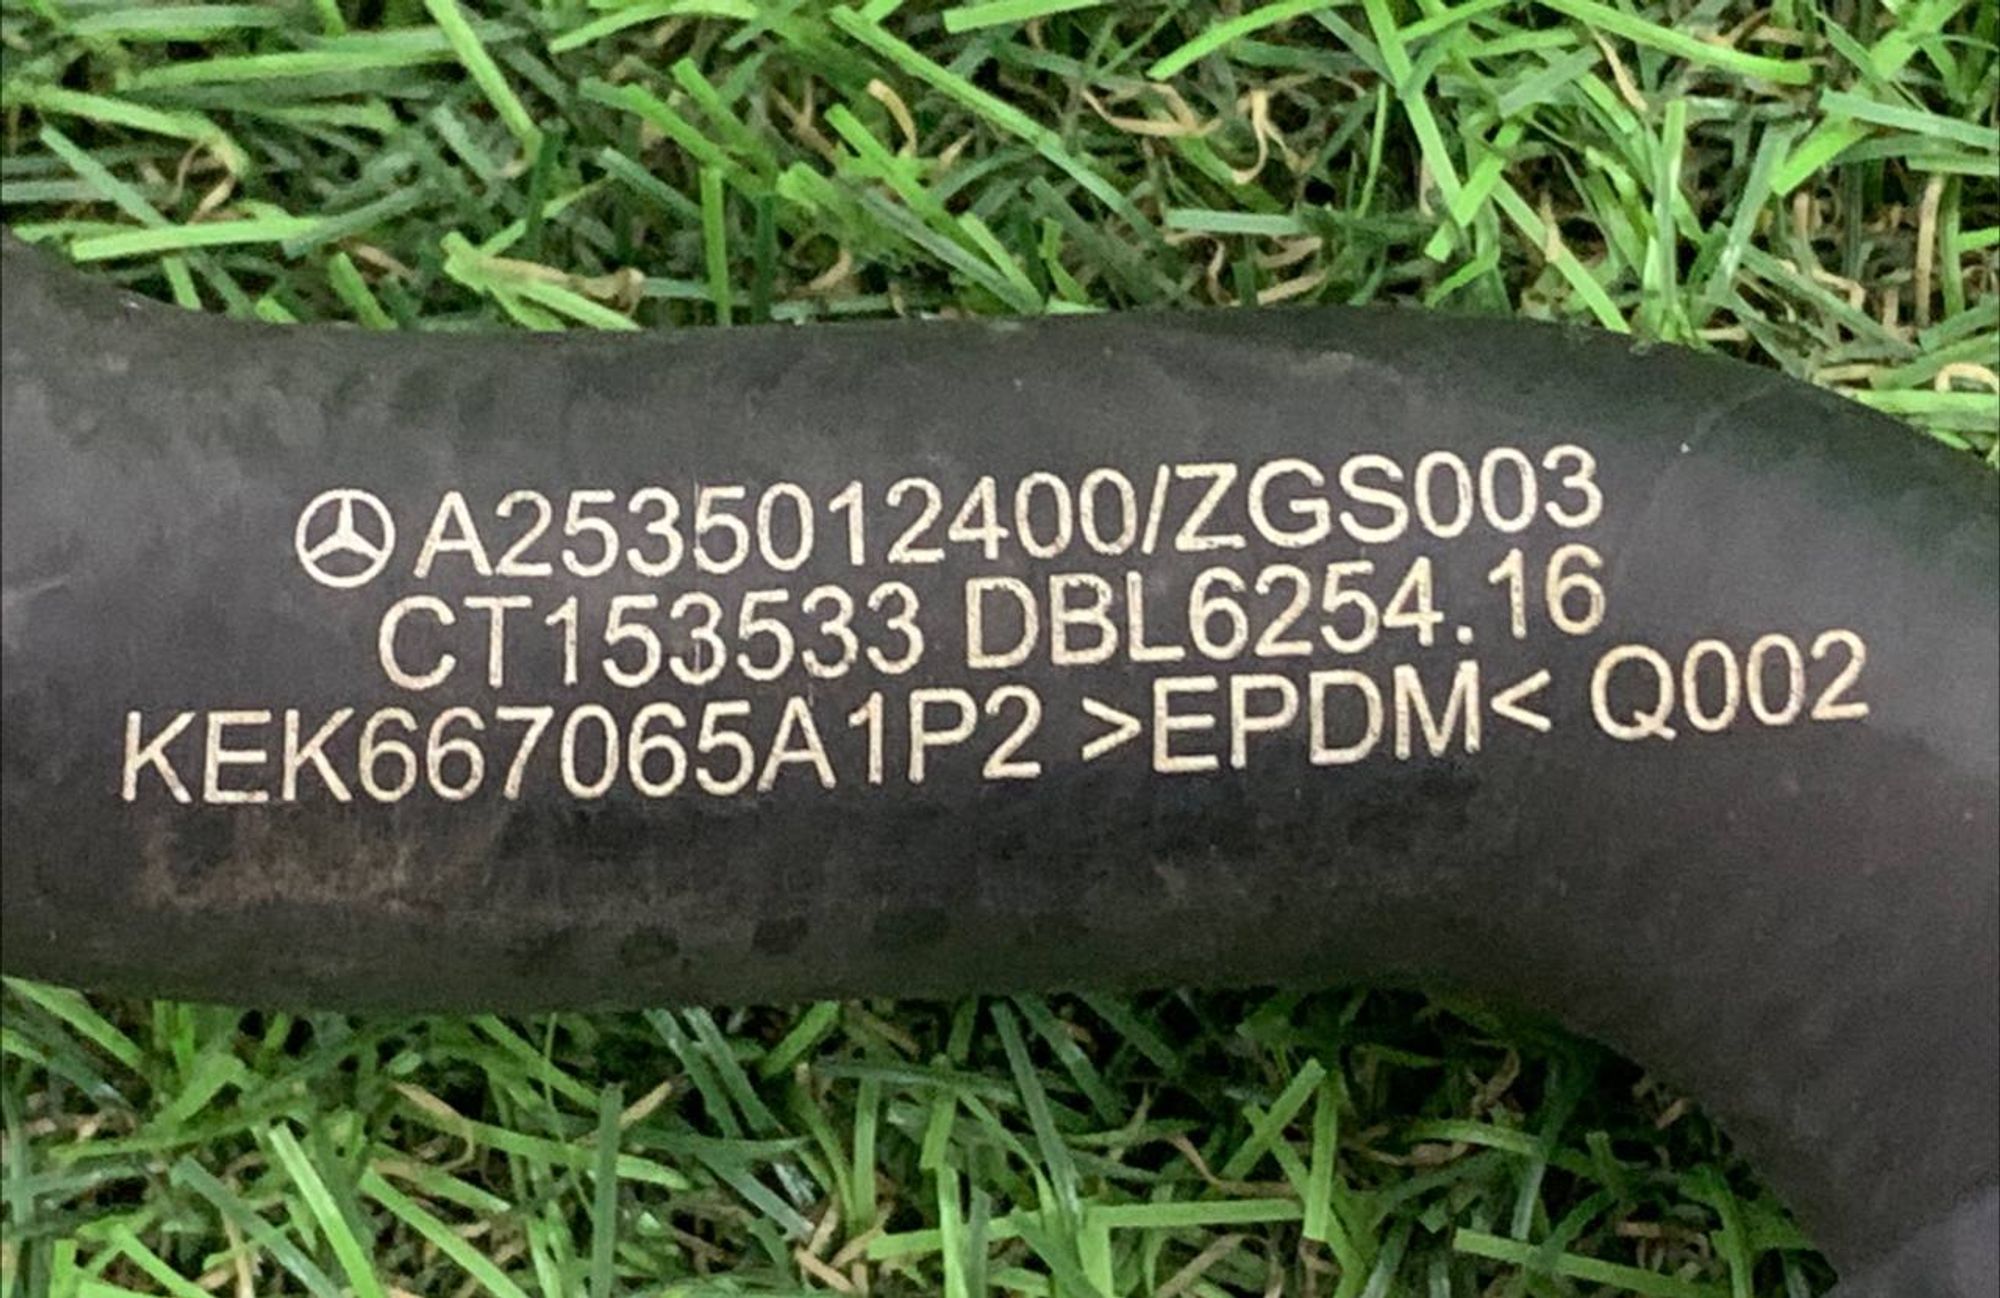 A2535012400/ZGS003
CT153533 DBL6254.16
KEK667065A1P2 >EPDM< Q002